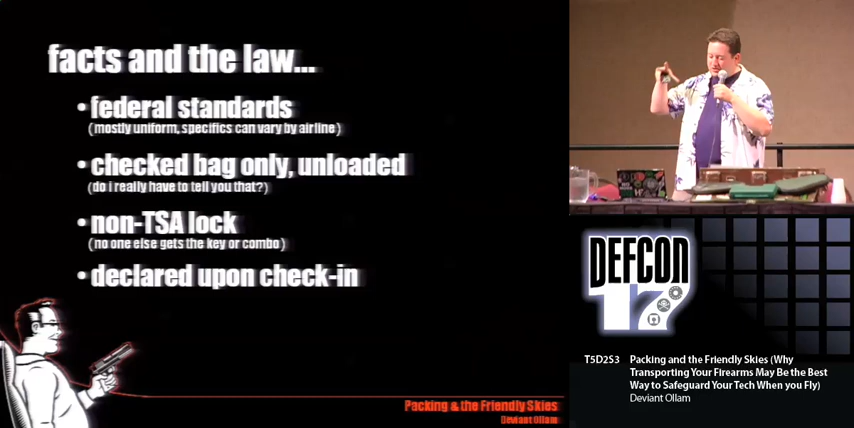 facts and the law...
• federal standards
(mostly uniform, specifics can vary by airline)
• checked bag only, unloaded
(do i really have to tell you that?)
• non-TSA lock
(no one else gets the key or combo)
• declared upon check-in
Packing & the Friendly Skies
Deviant Ollam
DEFCON
17
T5D2S3 Packing and the Friendly Skies (Why
Transporting Your Firearms May Be the Best
Way to Safeguard Your Tech When you Fly)
Deviant Ollam